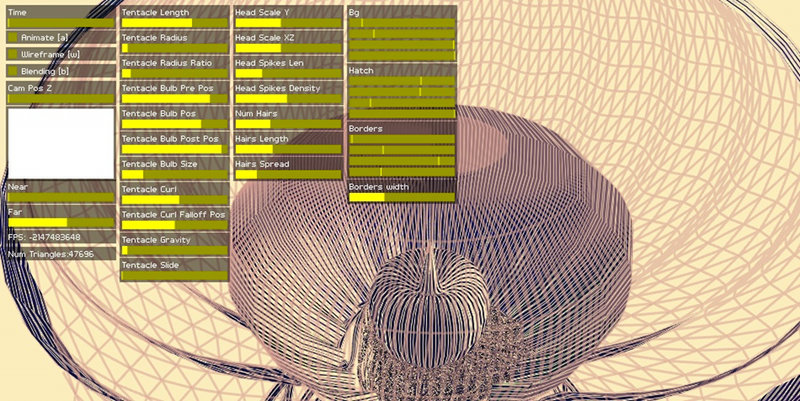 Time
Animate [a]
Wireframe [w]
Blending [b]
Cam Pos Z
Near
Far
FPS: -2147483648
Num Triangles:47696
Tentacle Length
Tentacle Radius
Tentacle Radius Ratio
Tentacle Bulb Pre Pos
Tentacle Bulb Pos
Tentacle Bulb Post Pos
Tentacle Bulb Size
Tentacle Curl
Tentacle Curl Falloff Pos
Tentacle Gravity
Tentacle Slide
Head Scale Y
Head Scale XZ
Head Spikes Len
Head Spikes Density
Num Hairs
Hairs Length
Hairs Spread
Bg
Hatch
Borders
Borders width